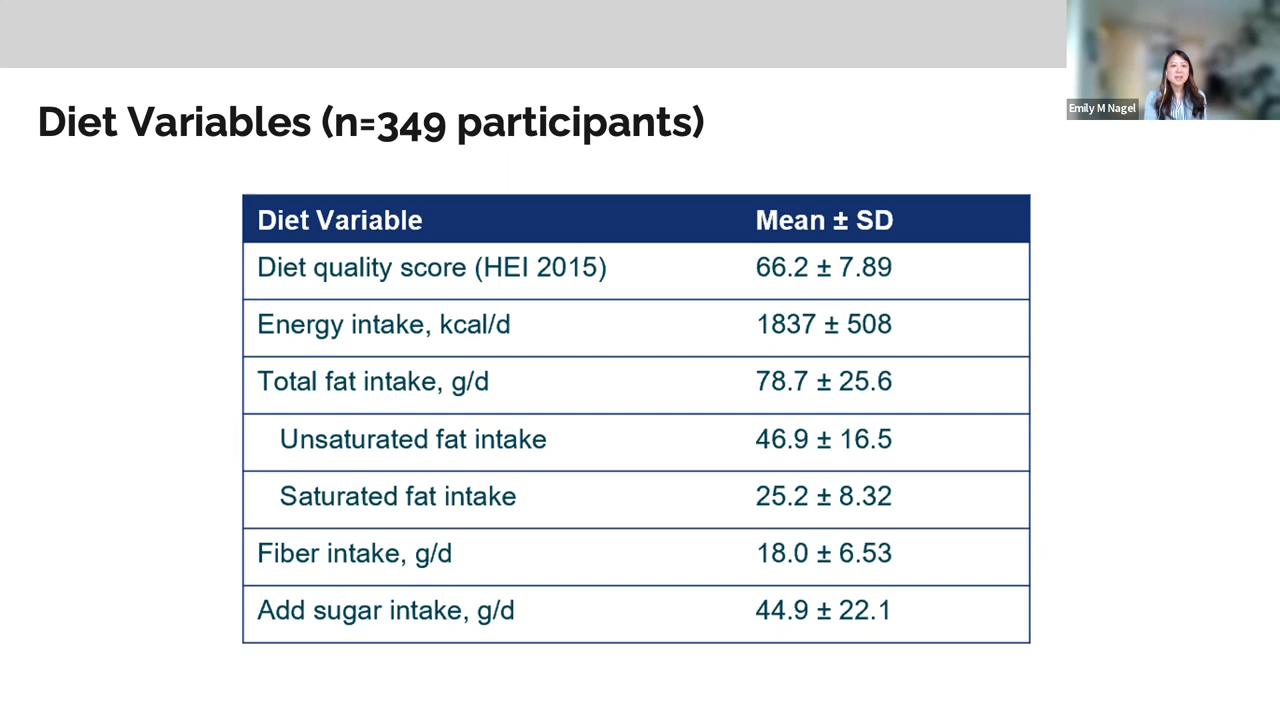 Emily M Nagel
Diet Variables (n=349 participants)
Diet Variable Mean ± SD
Diet quality score (HEI 2015) 66.2 ± 7.89
Energy intake, kcal/d 1837 ± 508
Total fat intake, g/d 78.7 ± 25.6
Unsaturated fat intake 46.9 ± 16.5
Saturated fat intake 25.2 ± 8.32
Fiber intake, g/d 18.0 ± 6.53
Add sugar intake, g/d 44.9 ± 22.1